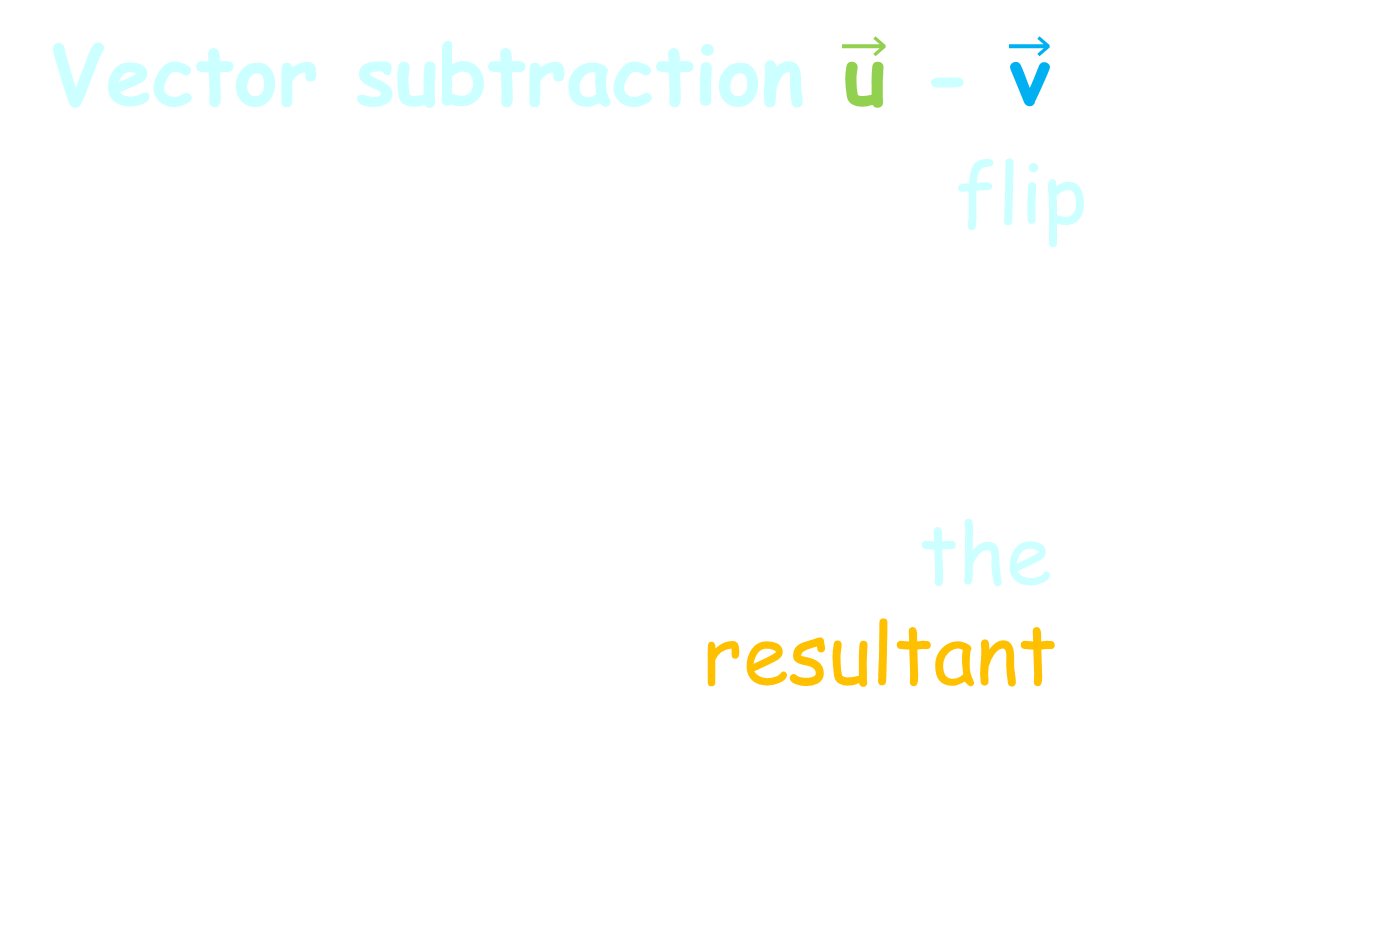 Vector subtraction u⃗ - v⃗
flip
the
resultant